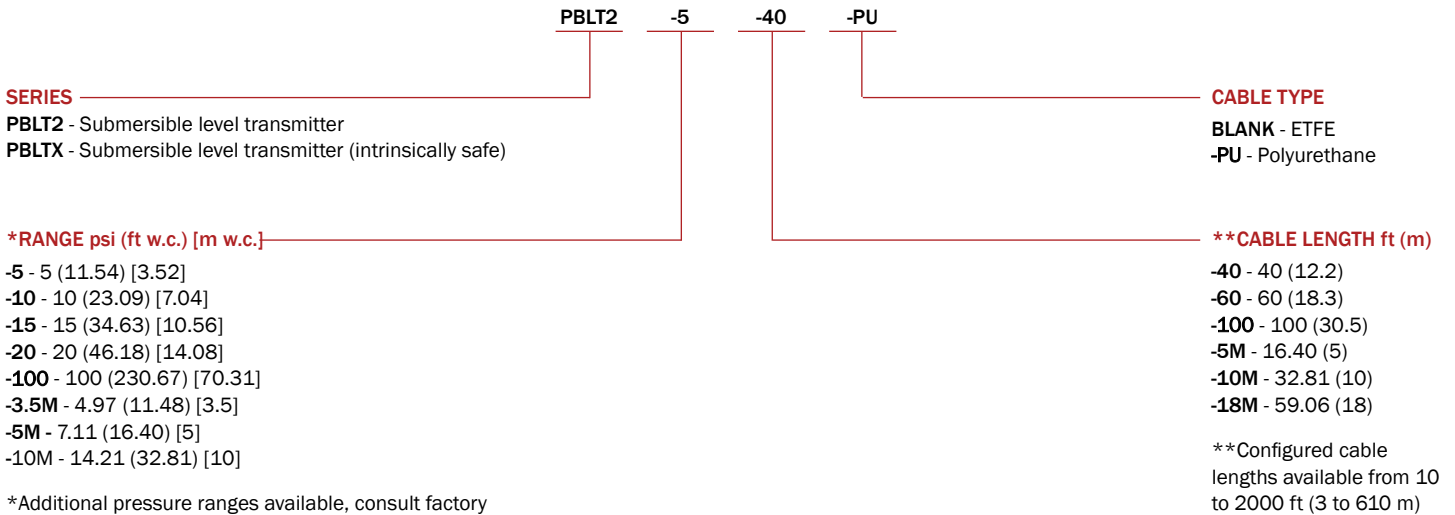 PBLT2 -5 -40 -PU
SERIES
PBLT2 - Submersible level transmitter
PBLTX - Submersible level transmitter (intrinsically safe)
*RANGE psi (ft w.c.) [m w.c.]
-5 - 5 (11.54) [3.52]
-10 - 10 (23.09) [7.04]
-15 - 15 (34.63) [10.56]
-20 - 20 (46.18) [14.08]
-100 - 100 (230.67) [70.31]
-3.5M - 4.97 (11.48) [3.5]
-5M - 7.11 (16.40) [5]
-10M - 14.21 (32.81) [10]
*Additional pressure ranges available, consult factory
CABLE TYPE
BLANK - ETFE
-PU - Polyurethane
**CABLE LENGTH ft (m)
-40 - 40 (12.2)
-60 - 60 (18.3)
-100 - 100 (30.5)
-5M - 16.40 (5)
-10M - 32.81 (10)
-18M - 59.06 (18)
**Configured cable
lengths available from 10
to 2000 ft (3 to 610 m)